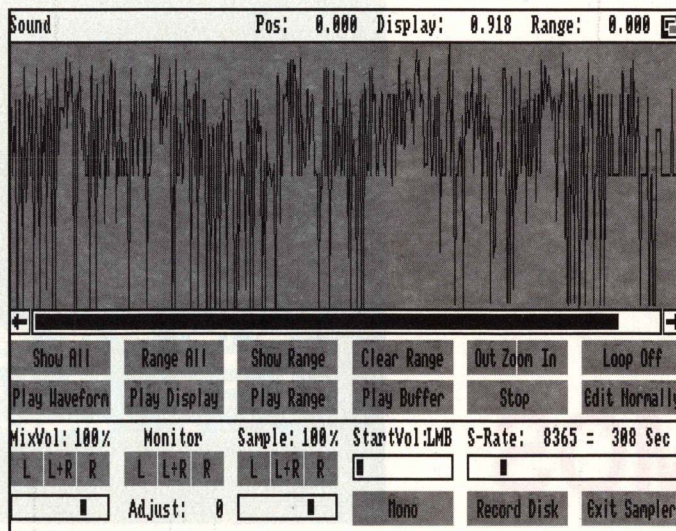 Sound Pos: 0.000 Display: 0.918 Range: 0.000
Show All Range All Show Range Clear Range Out Zoom In Loop Off
Play Waveform Play Display Play Range Play Buffer Stop Edit Normally
MixVol: 100% Monitor Sample: 100% StartVol:LMB S-Rate: 8365 = 308 Sec
L L+R R L L+R R L L+R R
Adjust: 0 Mono Record Disk Exit Sampler